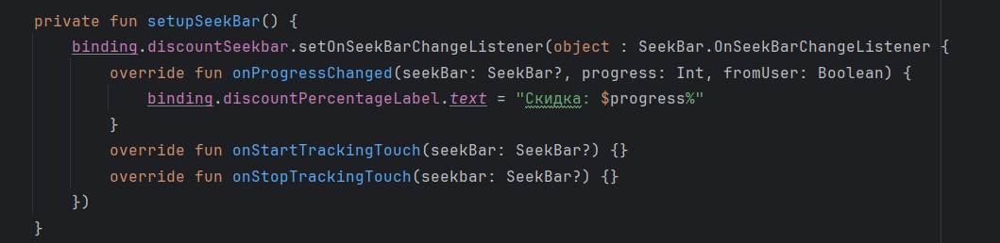 private fun setupSeekBar() {
binding.discountSeekbar.setOnSeekBarChangeListener(object : SeekBar.OnSeekBarChangeListener {
override fun onProgressChanged(seekBar: SeekBar?, progress: Int, fromUser: Boolean) {
binding.discountPercentageLabel.text = "Скидка: $progress%"
}
override fun onStartTrackingTouch(seekBar: SeekBar?) {}
override fun onStopTrackingTouch(seekbar: SeekBar?) {}
})
}